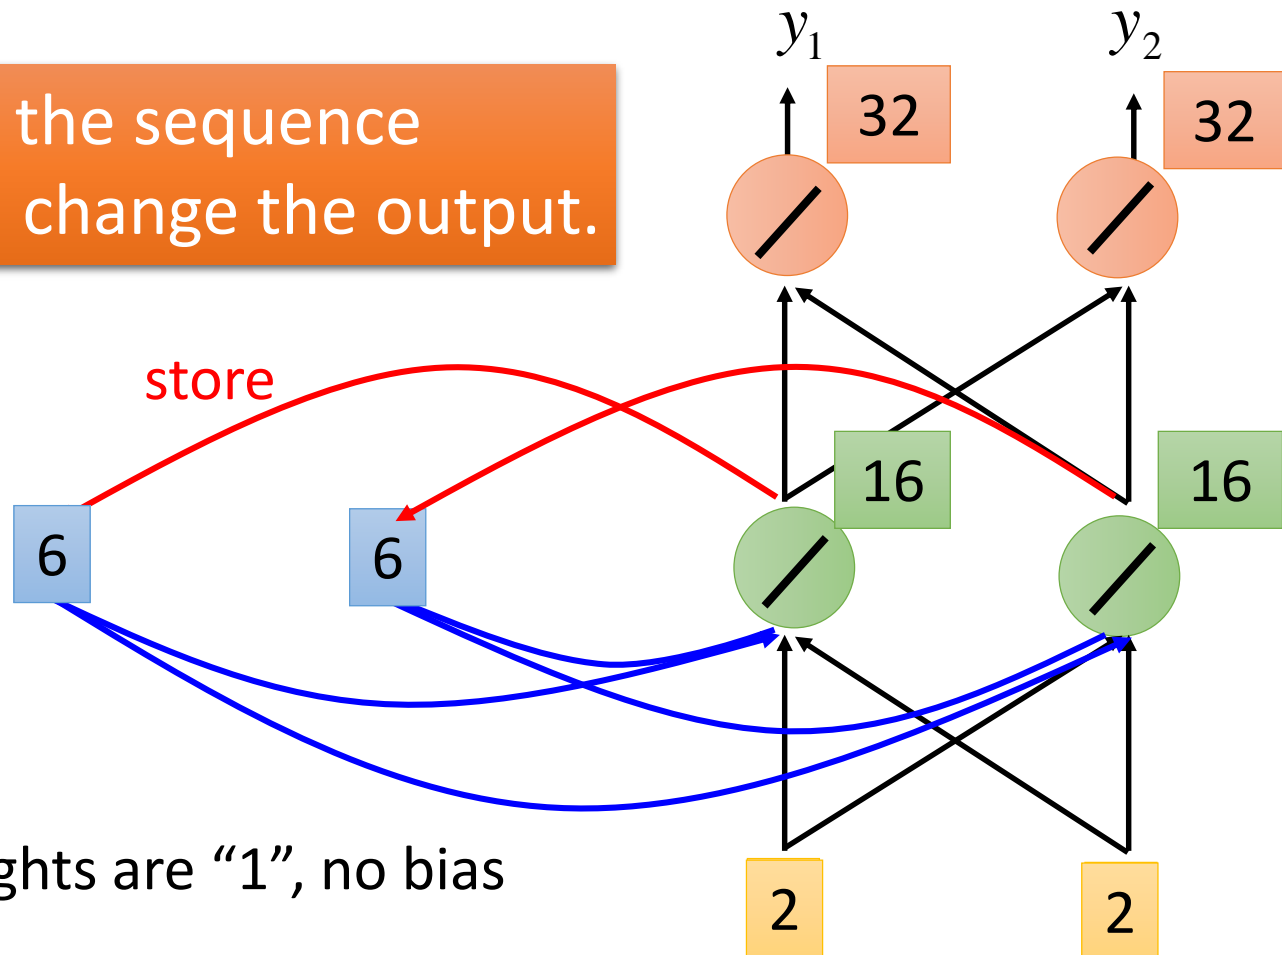 y₁ y₂
32 32
the sequence
change the output.
store
16 16
6 6
ghts are “1”, no bias
2 2